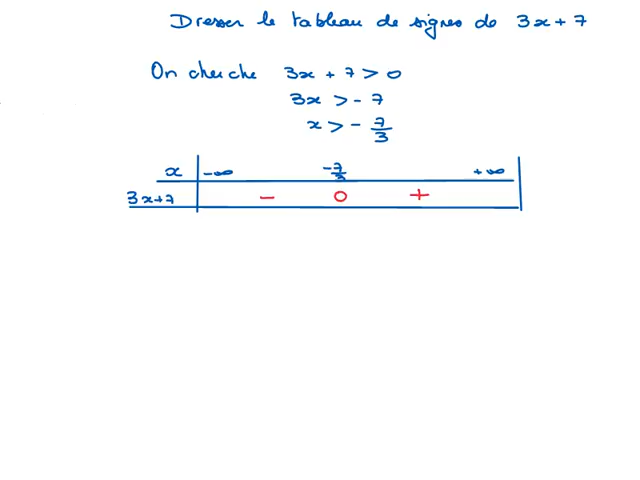 Dresser le tableau de signes de 3x + 7
On cherche 3x + 7 > 0
3x > - 7
x > - 7/3
x -∞ -7/3 +∞
3x+7 - 0 +